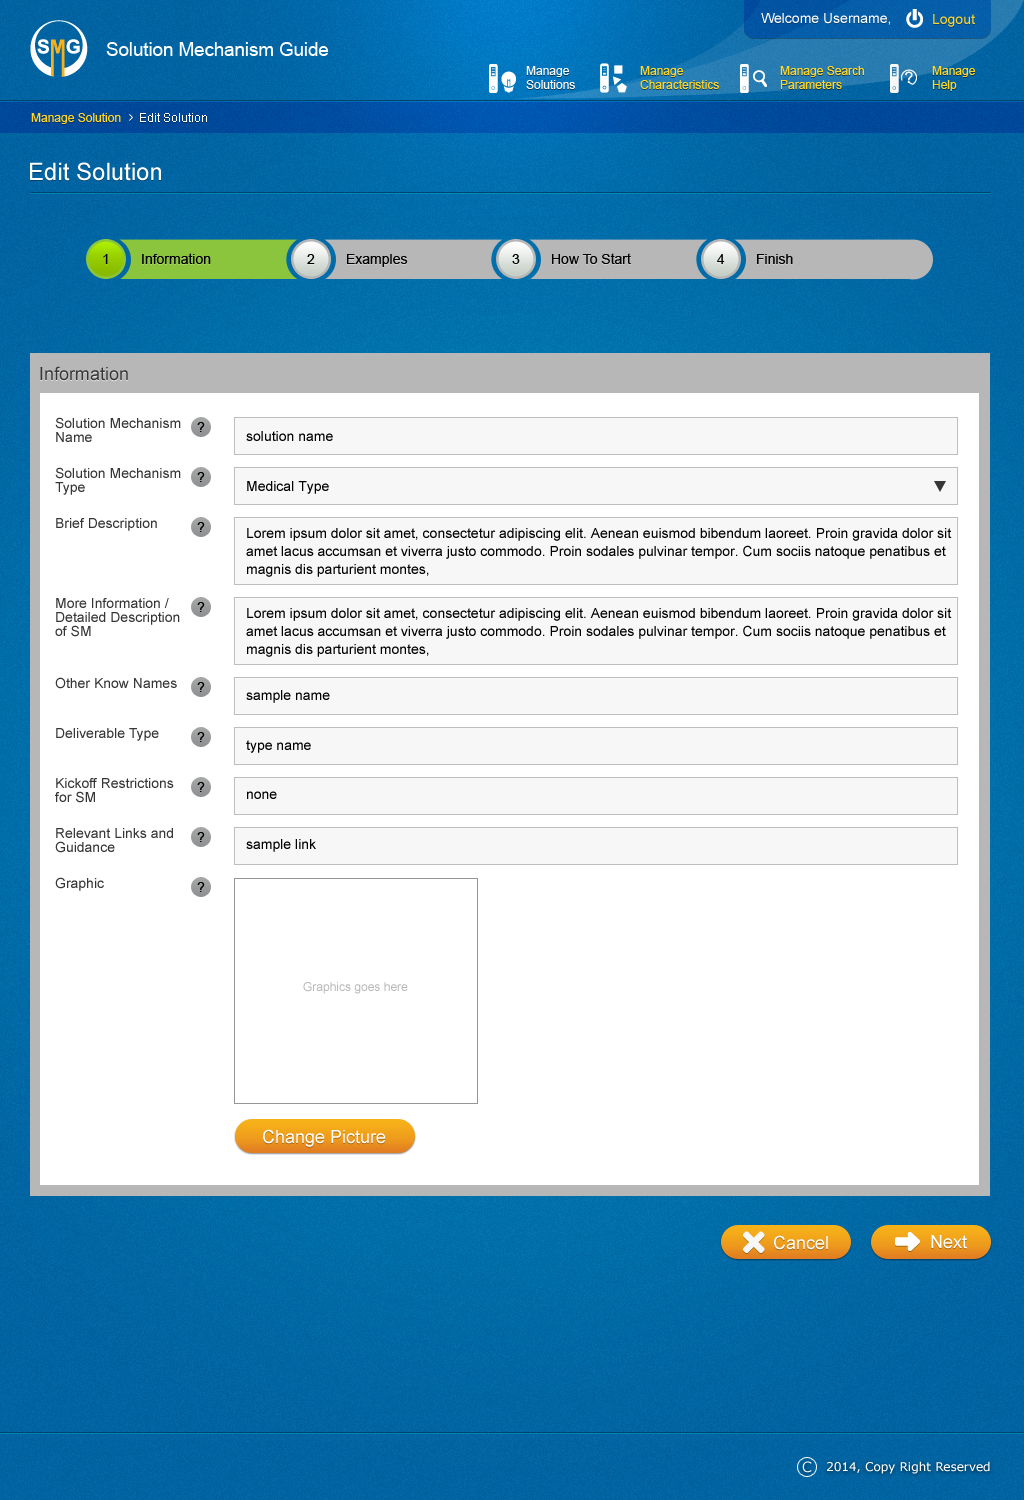 Welcome Username,
Logout
SMG
Solution Mechanism Guide
Manage
Solutions
Manage
Characteristics
Manage Search
Parameters
Manage
Help
Manage Solution > Edit Solution
Edit Solution
1 Information
2 Examples
3 How To Start
4 Finish
Information
Solution Mechanism
Name
?
solution name
Solution Mechanism
Type
?
Medical Type
Brief Description
?
Lorem ipsum dolor sit amet, consectetur adipiscing elit. Aenean euismod bibendum laoreet. Proin gravida dolor sit
amet lacus accumsan et viverra justo commodo. Proin sodales pulvinar tempor. Cum sociis natoque penatibus et
magnis dis parturient montes,
More Information /
Detailed Description
of SM
?
Lorem ipsum dolor sit amet, consectetur adipiscing elit. Aenean euismod bibendum laoreet. Proin gravida dolor sit
amet lacus accumsan et viverra justo commodo. Proin sodales pulvinar tempor. Cum sociis natoque penatibus et
magnis dis parturient montes,
Other Know Names
?
sample name
Deliverable Type
?
type name
Kickoff Restrictions
for SM
?
none
Relevant Links and
Guidance
?
sample link
Graphic
?
Graphics goes here
Change Picture
Cancel
Next
© 2014, Copy Right Reserved